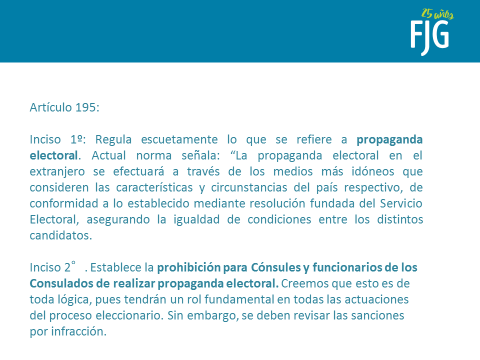 25 años
FJG
Artículo 195:
Inciso 1º: Regula escuetamente lo que se refiere a propaganda
electoral. Actual norma señala: “La propaganda electoral en el
extranjero se efectuará a través de los medios más idóneos que
consideren las características y circunstancias del país respectivo, de
conformidad a lo establecido mediante resolución fundada del Servicio
Electoral, asegurando la igualdad de condiciones entre los distintos
candidatos.
Inciso 2° . Establece la prohibición para Cónsules y funcionarios de los
Consulados de realizar propaganda electoral. Creemos que esto es de
toda lógica, pues tendrán un rol fundamental en todas las actuaciones
del proceso eleccionario. Sin embargo, se deben revisar las sanciones
por infracción.